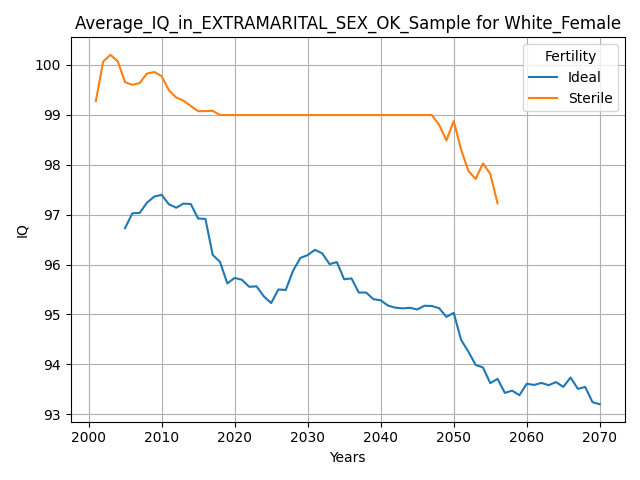 Average_IQ_in_EXTRAMARITAL_SEX_OK_Sample for White_Female
Fertility
Ideal
Sterile
100
99
98
97
96
95
94
93
IQ
2000 2010 2020 2030 2040 2050 2060 2070
Years